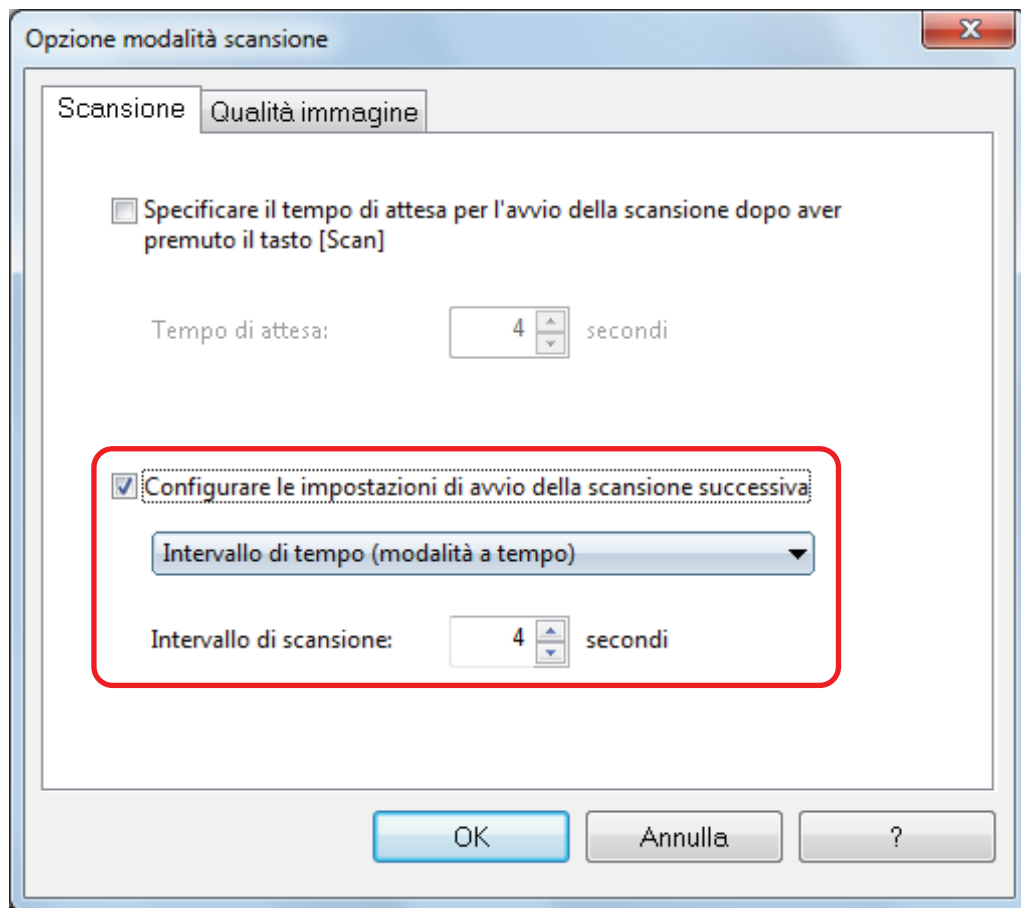 Opzione modalità scansione
x
Scansione
Qualità immagine
Specificare il tempo di attesa per l'avvio della scansione dopo aver
premuto il tasto [Scan]
Tempo di attesa: 4 secondi
Configurare le impostazioni di avvio della scansione successiva
Intervallo di tempo (modalità a tempo)
Intervallo di scansione: 4 secondi
OK
Annulla
?